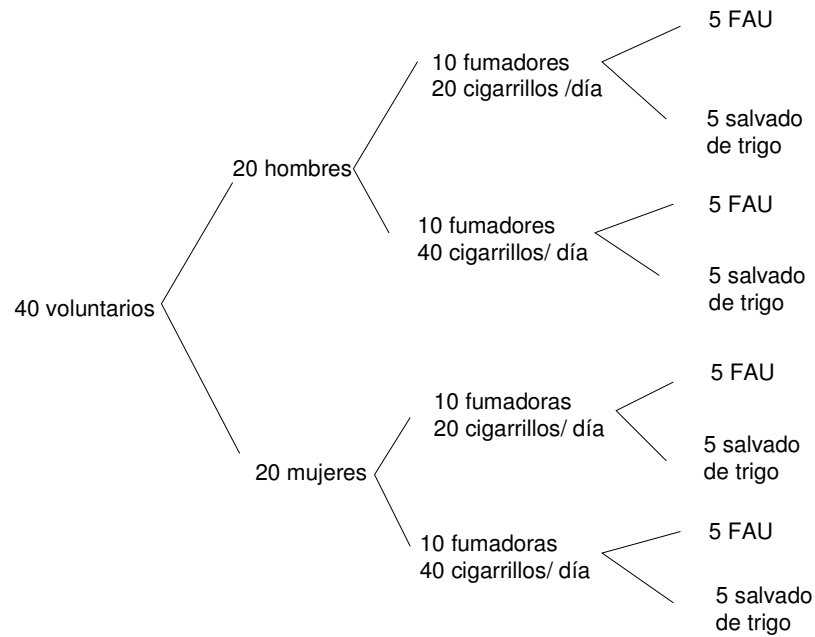 40 voluntarios
20 hombres
10 fumadores
20 cigarrillos /día
5 FAU
5 salvado
de trigo
10 fumadores
40 cigarrillos/ día
5 FAU
5 salvado
de trigo
20 mujeres
10 fumadoras
20 cigarrillos/ día
5 FAU
5 salvado
de trigo
10 fumadoras
40 cigarrillos/ día
5 FAU
5 salvado
de trigo